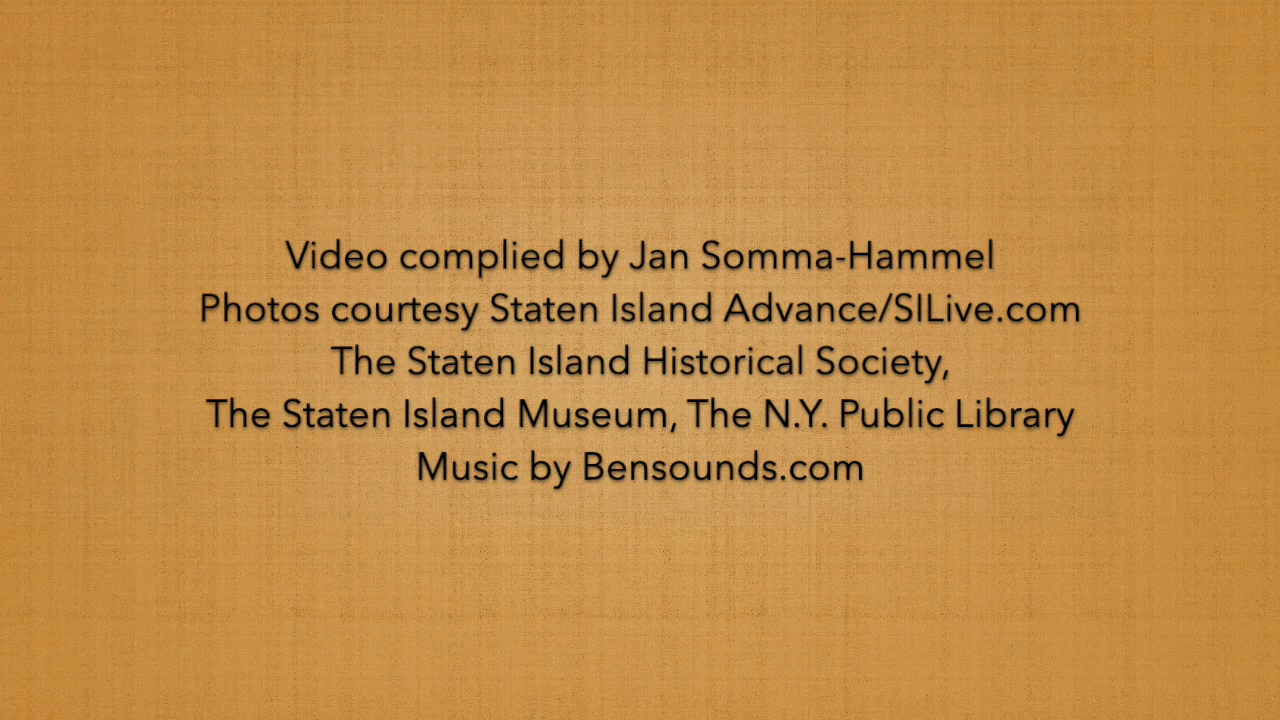 Video complied by Jan Somma-Hammel
Photos courtesy Staten Island Advance/SILive.com
The Staten Island Historical Society,
The Staten Island Museum, The N.Y. Public Library
Music by Bensounds.com